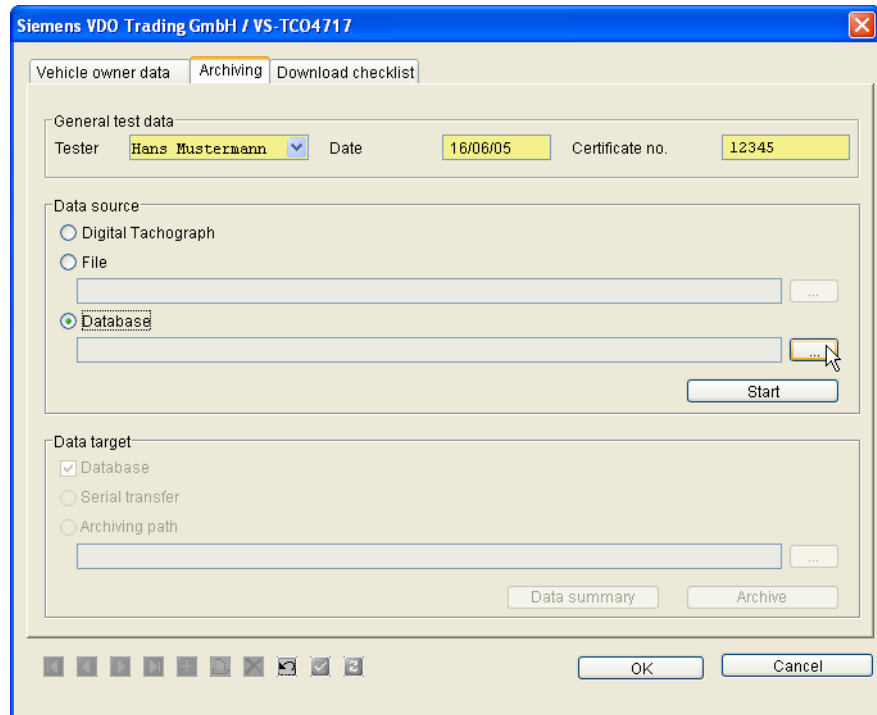 Siemens VDO Trading GmbH / VS-TCO4717
Vehicle owner data Archiving Download checklist
General test data
Tester Hans Mustermann Date 16/06/05 Certificate no. 12345
Data source
Digital Tachograph
File
...
Database
...
Start
Data target
Database
Serial transfer
Archiving path
...
Data summary Archive
OK Cancel